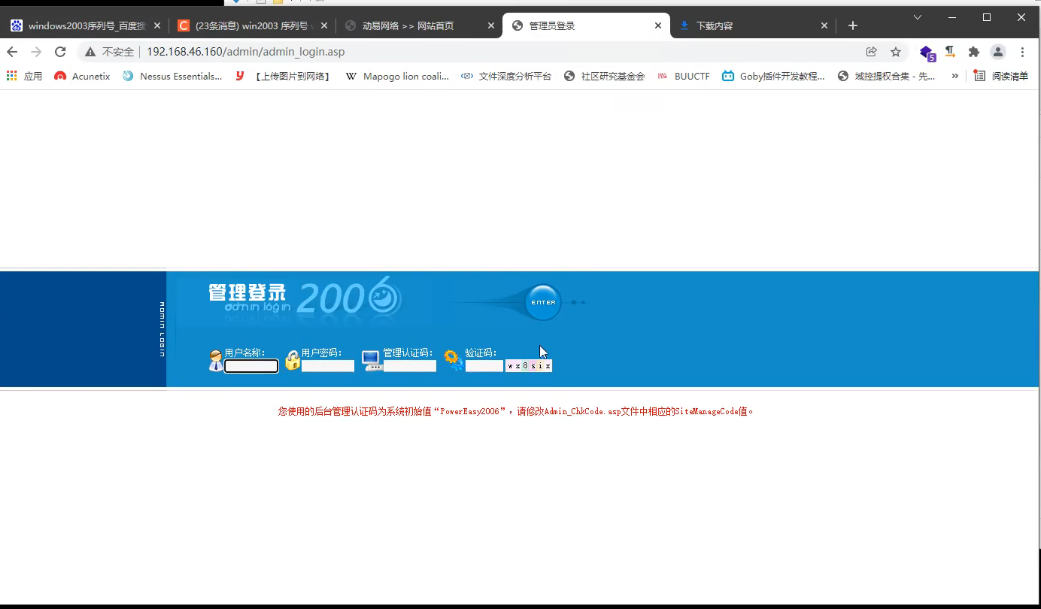 windows2003序列号_百度搜
(23条消息) win2003 序列号
动易网络 >> 网站首页
管理员登录
下载内容
不安全
192.168.46.160/admin/admin_login.asp
应用
Acunetix
Nessus Essentials...
【上传图片到网络】
Mapogo lion coali...
文件深度分析平台
社区研究基金会
BUUCTF
Goby插件开发教程...
域控提权合集 - 先...
»
阅读清单
5
管理登录
admin login
2006
ENTER
ADMIN LOGIN
用户名称:
用户密码:
管理认证码:
验证码:
您使用的后台管理认证码为系统初始值“PowerEasy2006”，请修改Admin_ChkCode.asp文件中相应的SiteManageCode值。